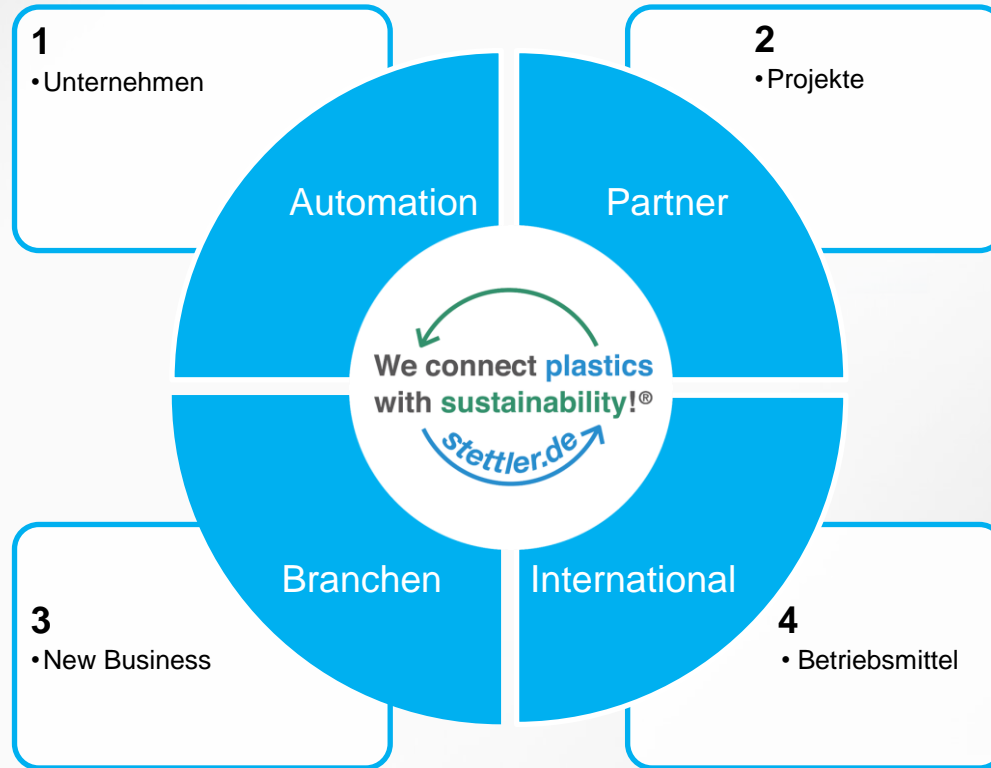 1
•Unternehmen
2
•Projekte
Automation
Partner
We connect plastics
with sustainability!®
stettler.de
Branchen
International
3
•New Business
4
• Betriebsmittel